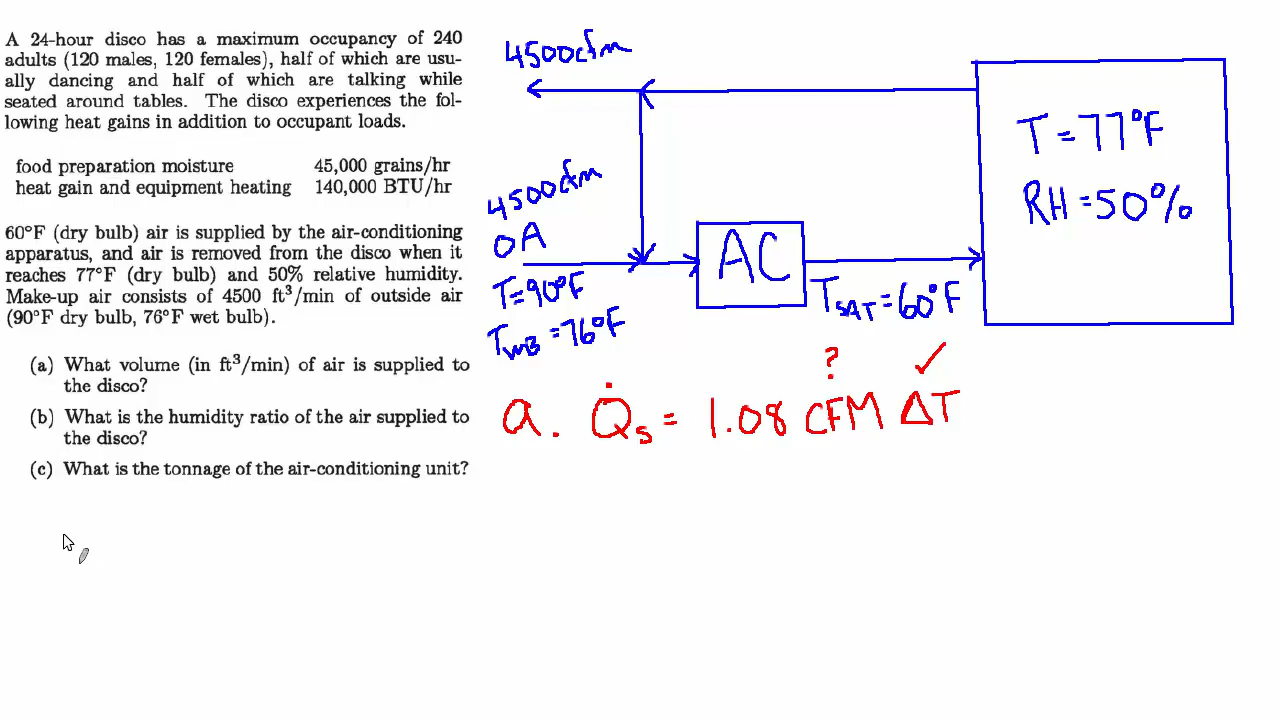 A 24-hour disco has a maximum occupancy of 240
adults (120 males, 120 females), half of which are usu-
ally dancing and half of which are talking while
seated around tables. The disco experiences the fol-
lowing heat gains in addition to occupant loads.
food preparation moisture 45,000 grains/hr
heat gain and equipment heating 140,000 BTU/hr
60°F (dry bulb) air is supplied by the air-conditioning
apparatus, and air is removed from the disco when it
reaches 77°F (dry bulb) and 50% relative humidity.
Make-up air consists of 4500 ft³/min of outside air
(90°F dry bulb, 76°F wet bulb).
(a) What volume (in ft³/min) of air is supplied to
the disco?
(b) What is the humidity ratio of the air supplied to
the disco?
(c) What is the tonnage of the air-conditioning unit?
4500cfm
4500cfm
OA
T=90°F
T_WB=76°F
AC
T_SAT=60°F
T=77°F
RH=50%
? ✓
a. Q̇_s = 1.08 CFM ΔT